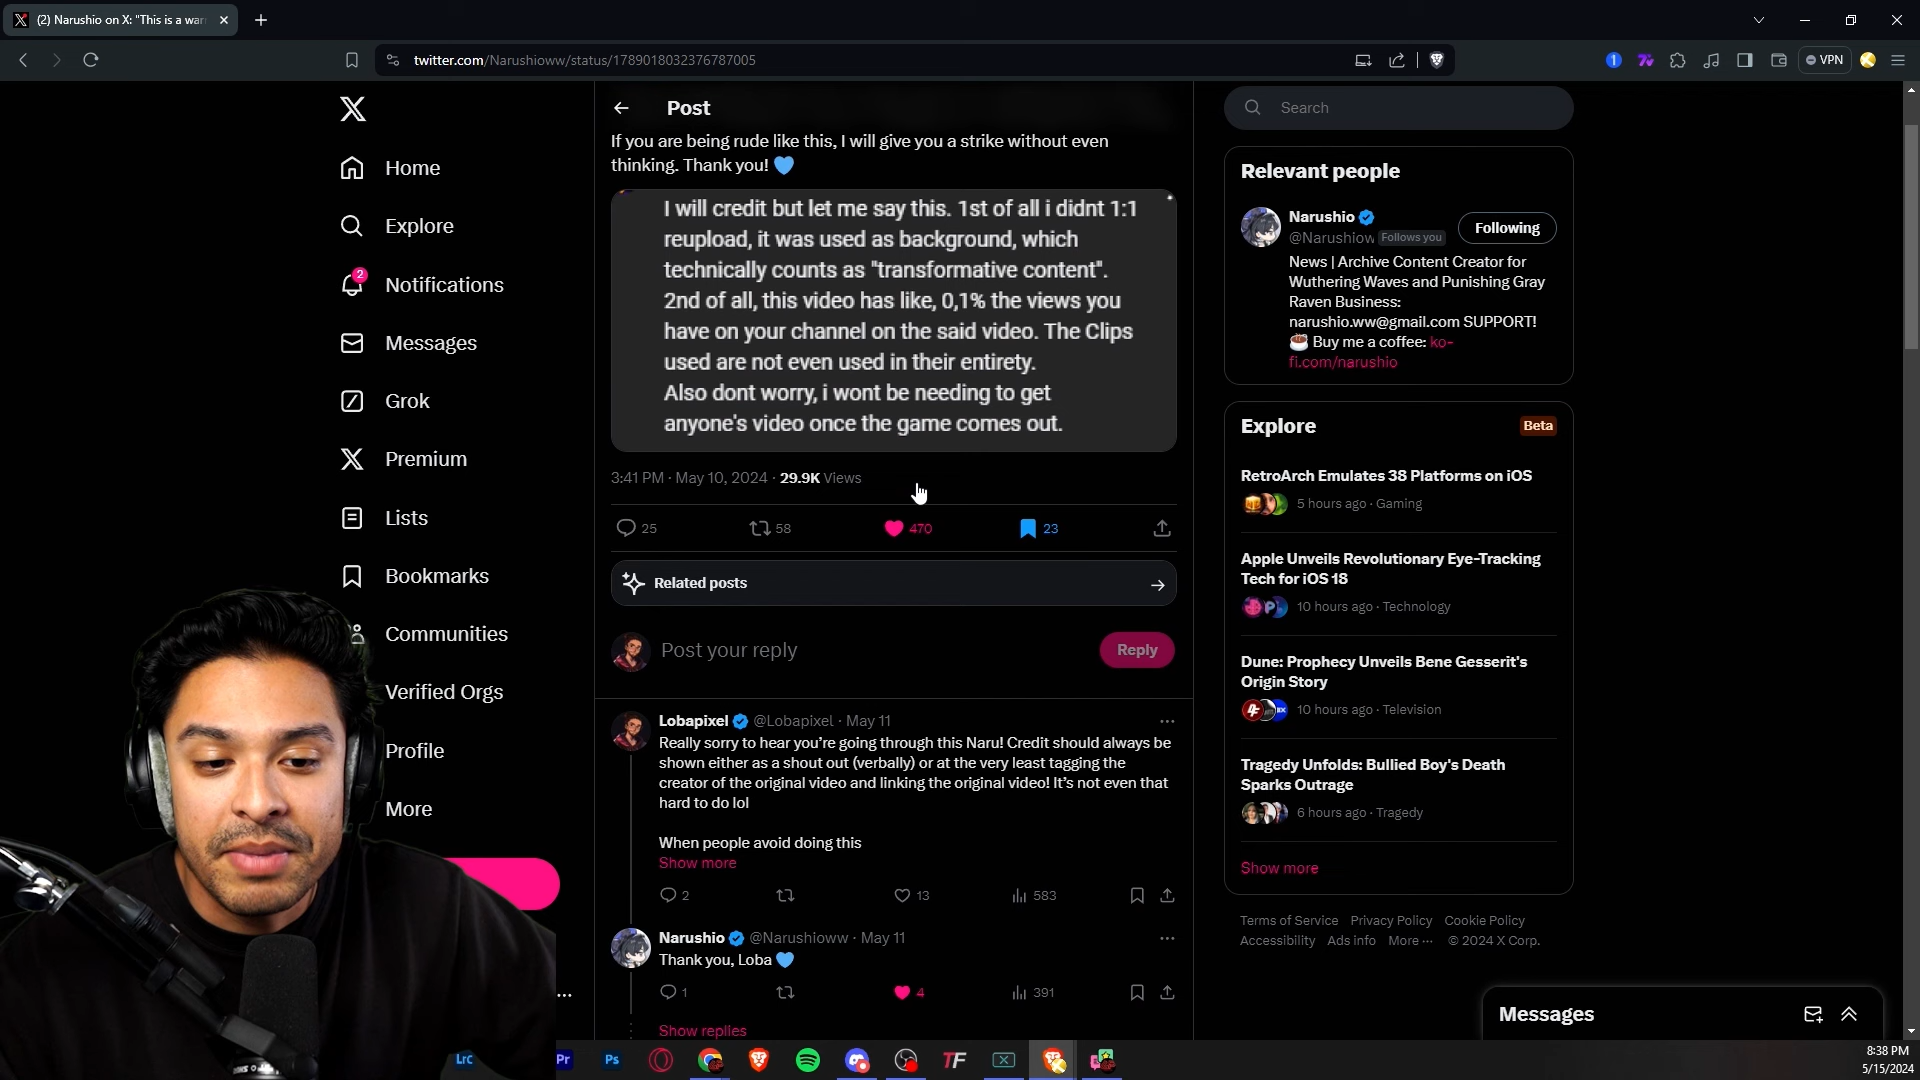 (2) Narushio on X: "This is a war
twitter.com/Narushioww/status/1789018032376787005
VPN
Home
Explore
2
Notifications
Messages
Grok
Premium
Lists
Bookmarks
Communities
Verified Orgs
Profile
More
Post
If you are being rude like this, I will give you a strike without even
thinking. Thank you!
I will credit but let me say this. 1st of all i didnt 1:1
reupload, it was used as background, which
technically counts as "transformative content".
2nd of all, this video has like, 0,1% the views you
have on your channel on the said video. The Clips
used are not even used in their entirety.
Also dont worry, i wont be needing to get
anyone's video once the game comes out.
3:41 PM · May 10, 2024 · 29.9K Views
25 58 470 23
Related posts
Post your reply
Reply
Lobapixel @Lobapixel · May 11
Really sorry to hear you're going through this Naru! Credit should always be
shown either as a shout out (verbally) or at the very least tagging the
creator of the original video and linking the original video! It's not even that
hard to do lol
When people avoid doing this
Show more
2 13 583
Narushio @Narushioww · May 11
Thank you, Loba
1 4 391
Show replies
Search
Relevant people
Narushio
@Narushiow Follows you
Following
News | Archive Content Creator for
Wuthering Waves and Punishing Gray
Raven Business:
narushio.ww@gmail.com SUPPORT!
Buy me a coffee: ko-
fi.com/narushio
Explore
Beta
RetroArch Emulates 38 Platforms on iOS
5 hours ago · Gaming
Apple Unveils Revolutionary Eye-Tracking
Tech for iOS 18
10 hours ago · Technology
Dune: Prophecy Unveils Bene Gesserit's
Origin Story
10 hours ago · Television
Tragedy Unfolds: Bullied Boy's Death
Sparks Outrage
6 hours ago · Tragedy
Show more
Terms of Service Privacy Policy Cookie Policy
Accessibility Ads info More ··· © 2024 X Corp.
Messages
Lrc Pr Ps TF
8:38 PM
5/15/2024